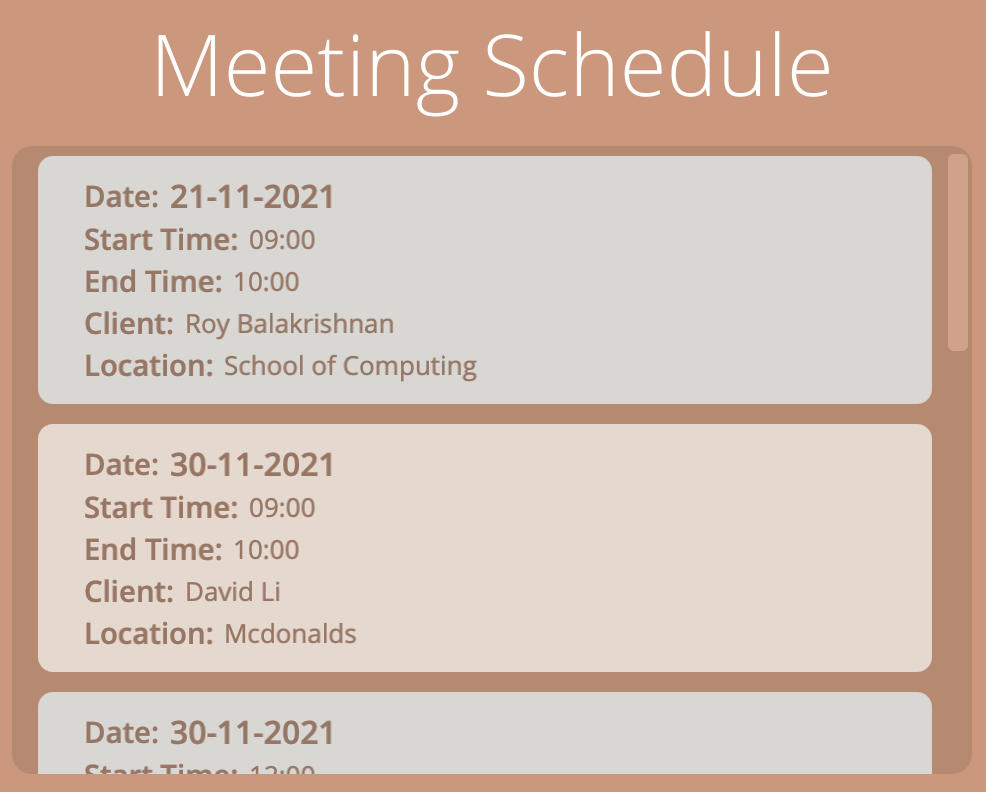 Meeting Schedule
Date: 21-11-2021
Start Time: 09:00
End Time: 10:00
Client: Roy Balakrishnan
Location: School of Computing
Date: 30-11-2021
Start Time: 09:00
End Time: 10:00
Client: David Li
Location: Mcdonalds
Date: 30-11-2021
Start Time: